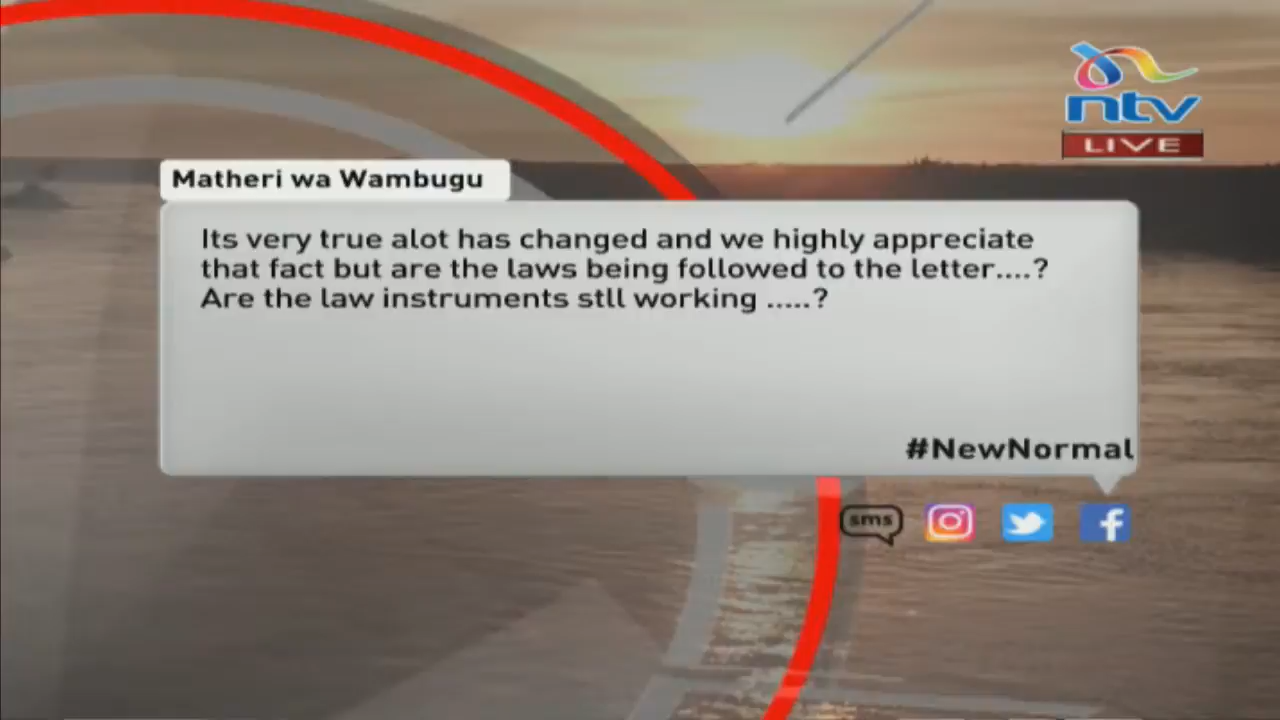 ntv
LIVE
Matheri wa Wambugu
Its very true alot has changed and we highly appreciate
that fact but are the laws being followed to the letter....?
Are the law instruments stll working .....?
#NewNormal
sms